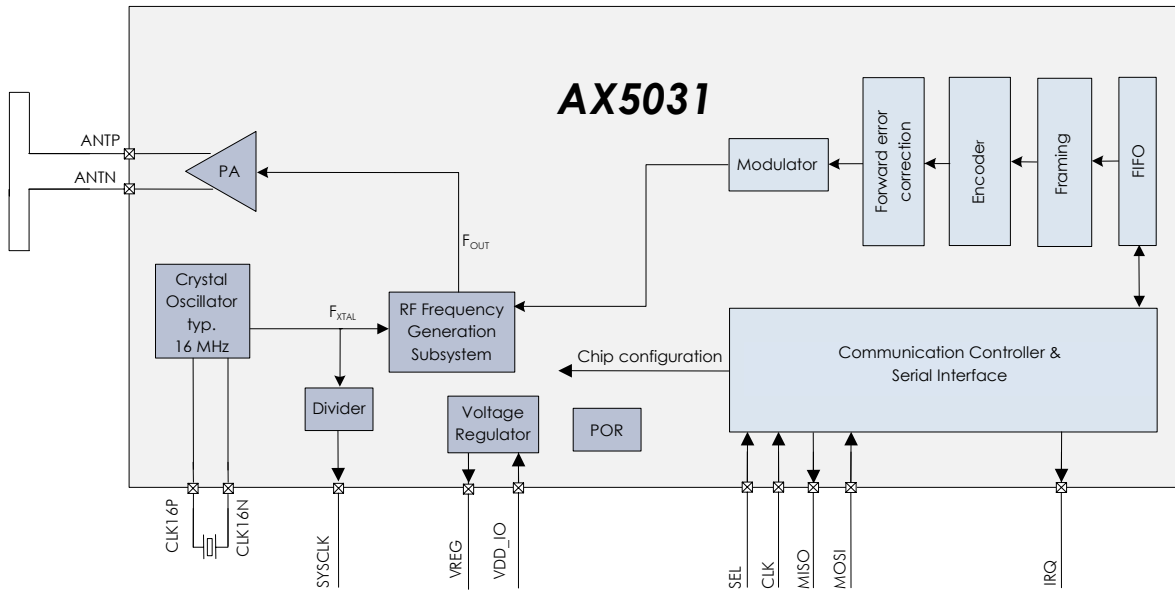 AX5031
ANTP
ANTN
PA
Modulator
Forward error
correction
Encoder
Framing
FIFO
F_OUT
Crystal
Oscillator
typ.
16 MHz
F_XTAL
RF Frequency
Generation
Subsystem
Chip configuration
Communication Controller &
Serial Interface
Divider
Voltage
Regulator
POR
CLK16P
CLK16N
SYSCLK
VREG
VDD_IO
SEL
CLK
MISO
MOSI
IRQ